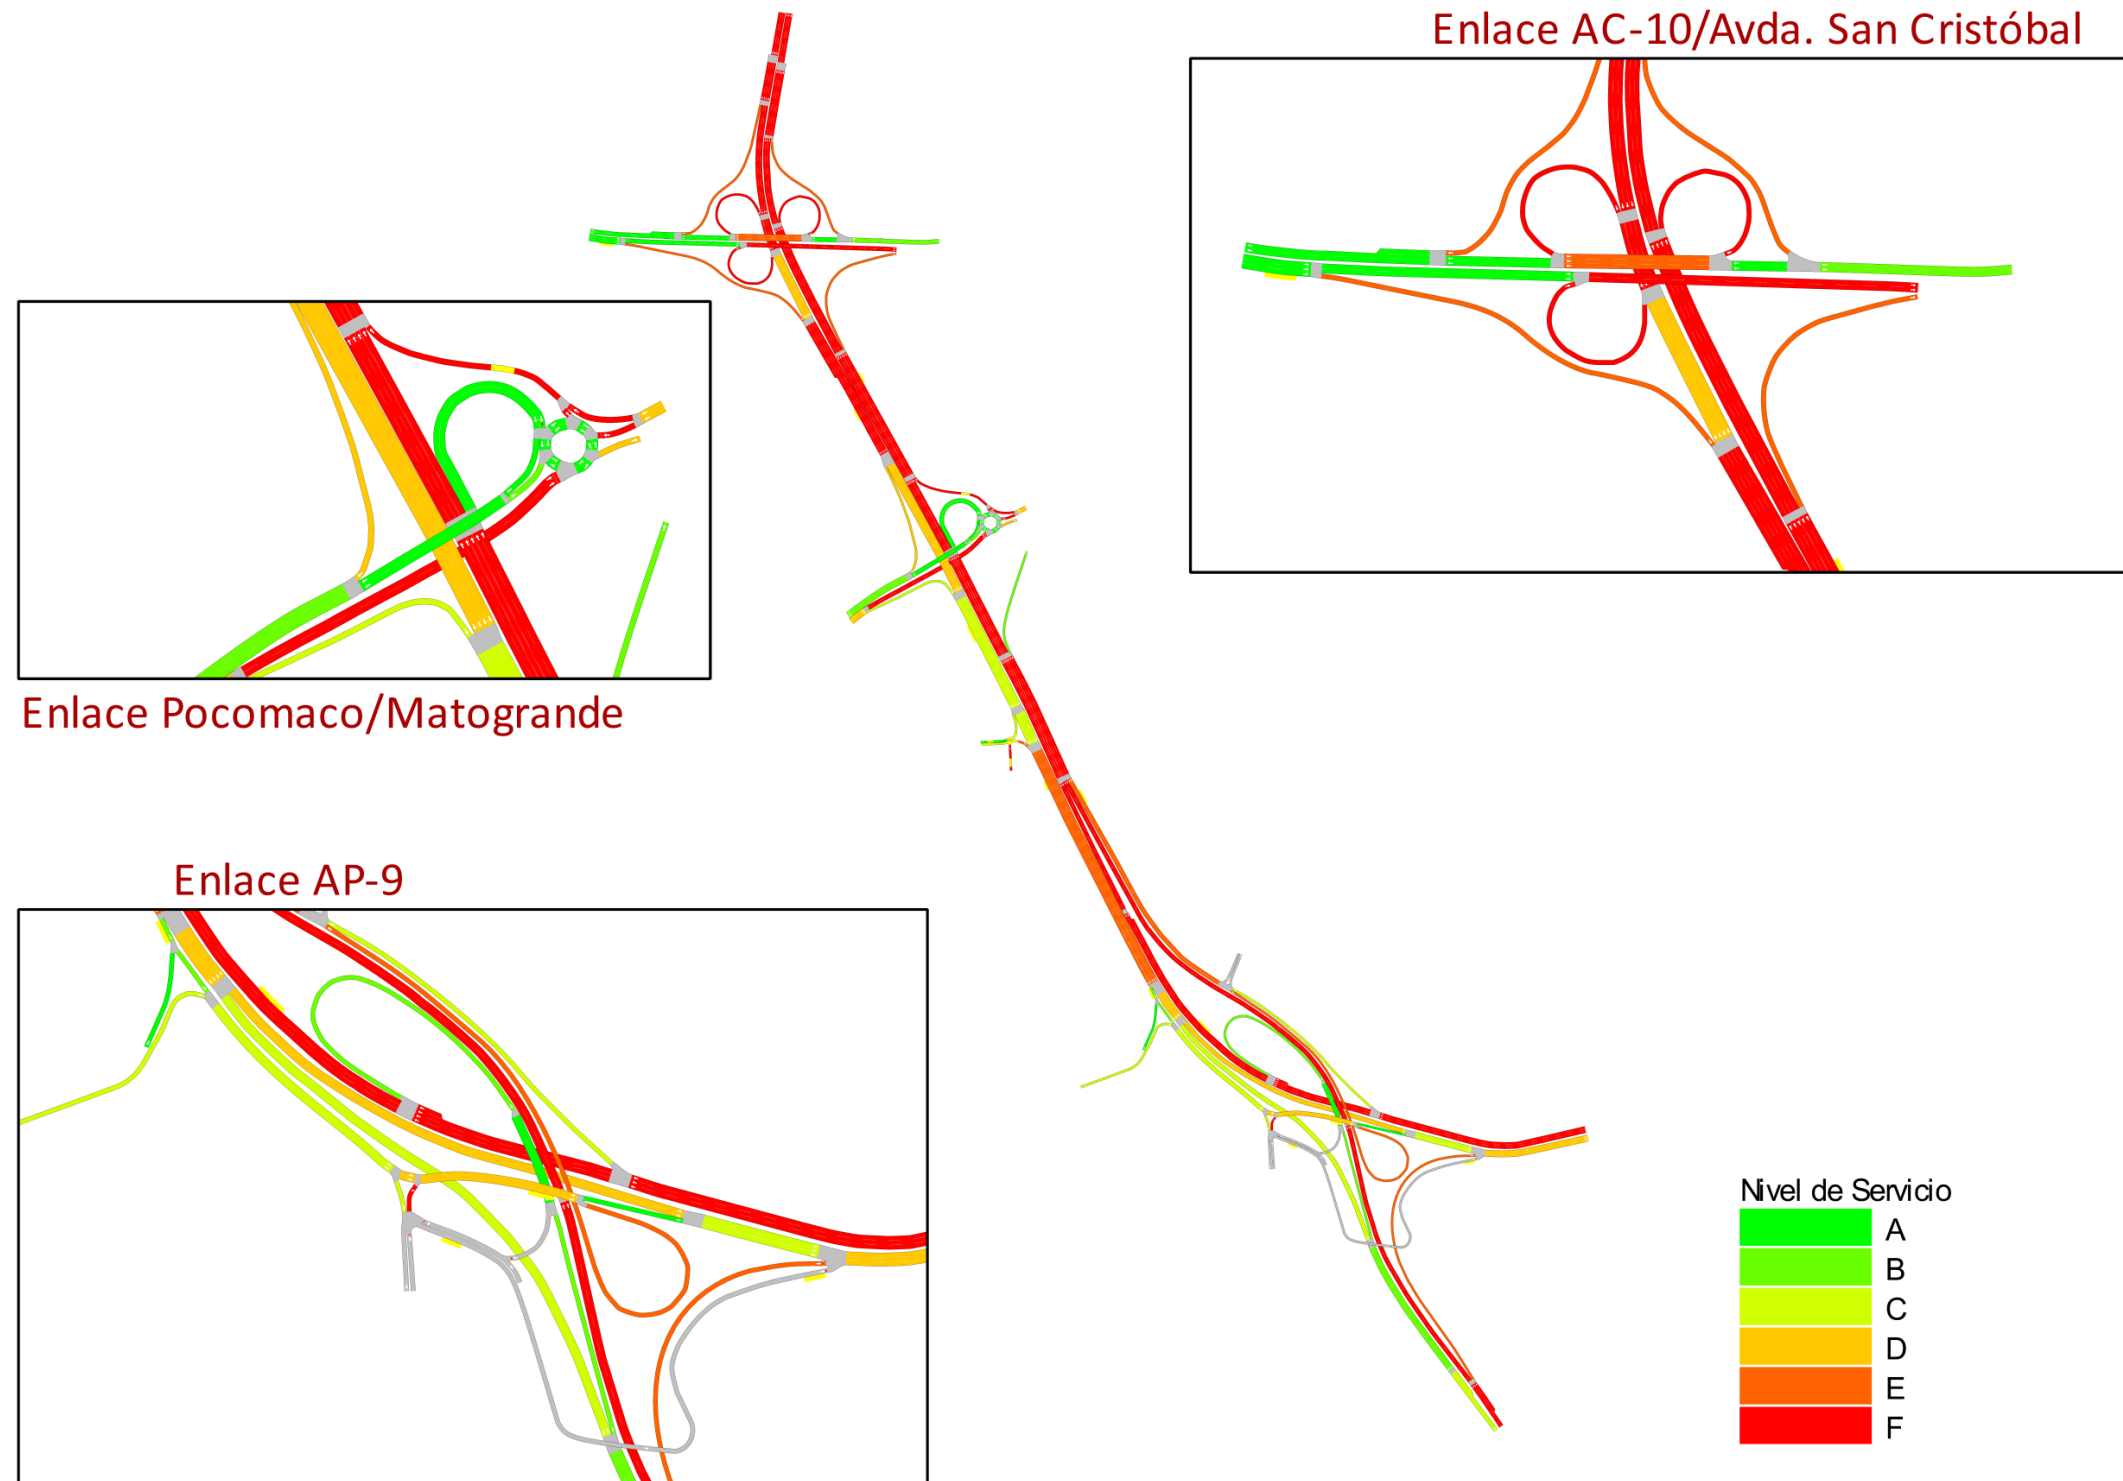 Enlace AC-10/Avda. San Cristóbal
Enlace Pocomaco/Matogrande
Enlace AP-9
Nivel de Servicio
A
B
C
D
E
F